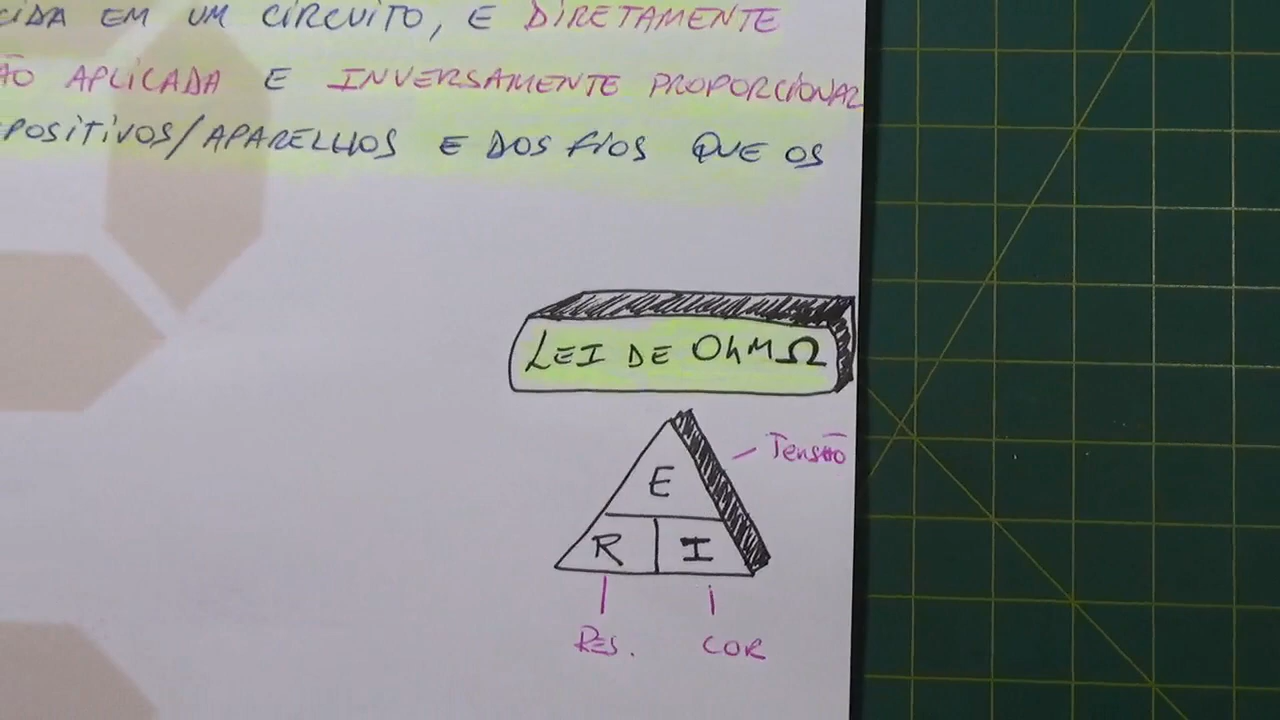 CIDA EM UM CIRCUITO, E DIRETAMENTE
ÃO APLICADA E INVERSAMENTE PROPORCIONAL
POSITIVOS/APARELHOS E DOS FIOS QUE OS
LEI DE OhM Ω
Tensão
E
R I
RES. COR